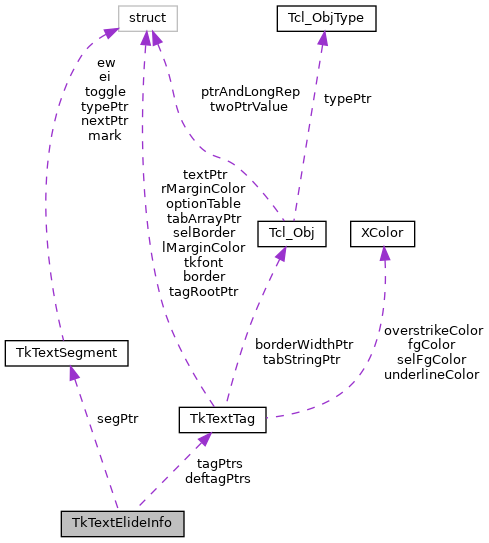 struct
Tcl_ObjType
ew
ei
toggle
typePtr
nextPtr
mark
ptrAndLongRep
twoPtrValue
typePtr
textPtr
rMarginColor
optionTable
tabArrayPtr
selBorder
lMarginColor
tkfont
border
tagRootPtr
Tcl_Obj
XColor
TkTextSegment
borderWidthPtr
tabStringPtr
overstrikeColor
fgColor
selFgColor
underlineColor
segPtr
TkTextTag
tagPtrs
deftagPtrs
TkTextElideInfo